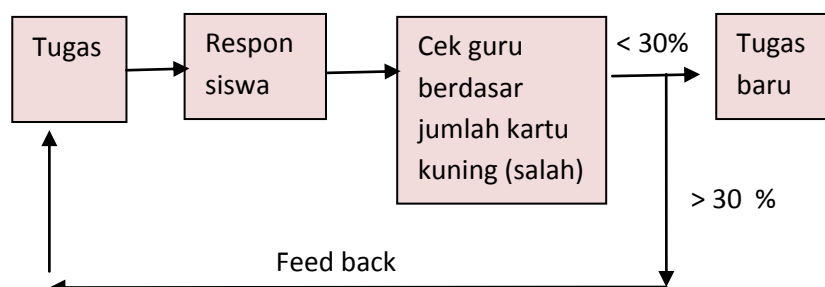 Tugas
Respon
siswa
Cek guru
berdasar
jumlah kartu
kuning (salah)
< 30%
Tugas
baru
> 30 %
Feed back